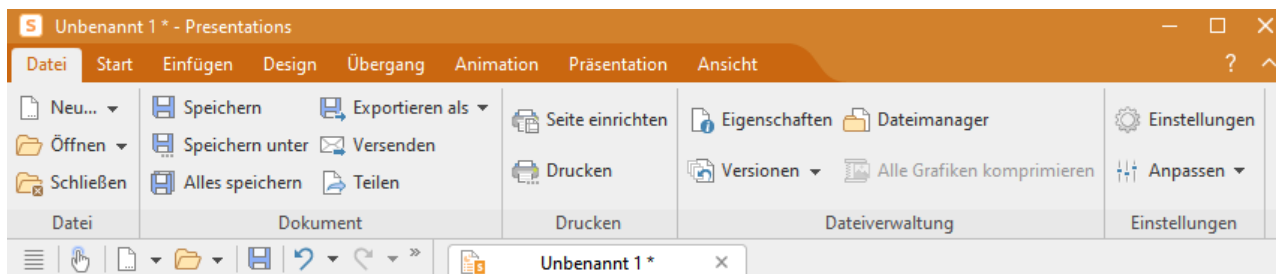 S Unbenannt 1 * - Presentations
Datei Start Einfügen Design Übergang Animation Präsentation Ansicht ?
Neu... Speichern Exportieren als Seite einrichten Eigenschaften Dateimanager Einstellungen
Öffnen Speichern unter Versenden
Schließen Alles speichern Teilen Drucken Versionen Alle Grafiken komprimieren Anpassen
Datei Dokument Drucken Dateiverwaltung Einstellungen
» S Unbenannt 1 *